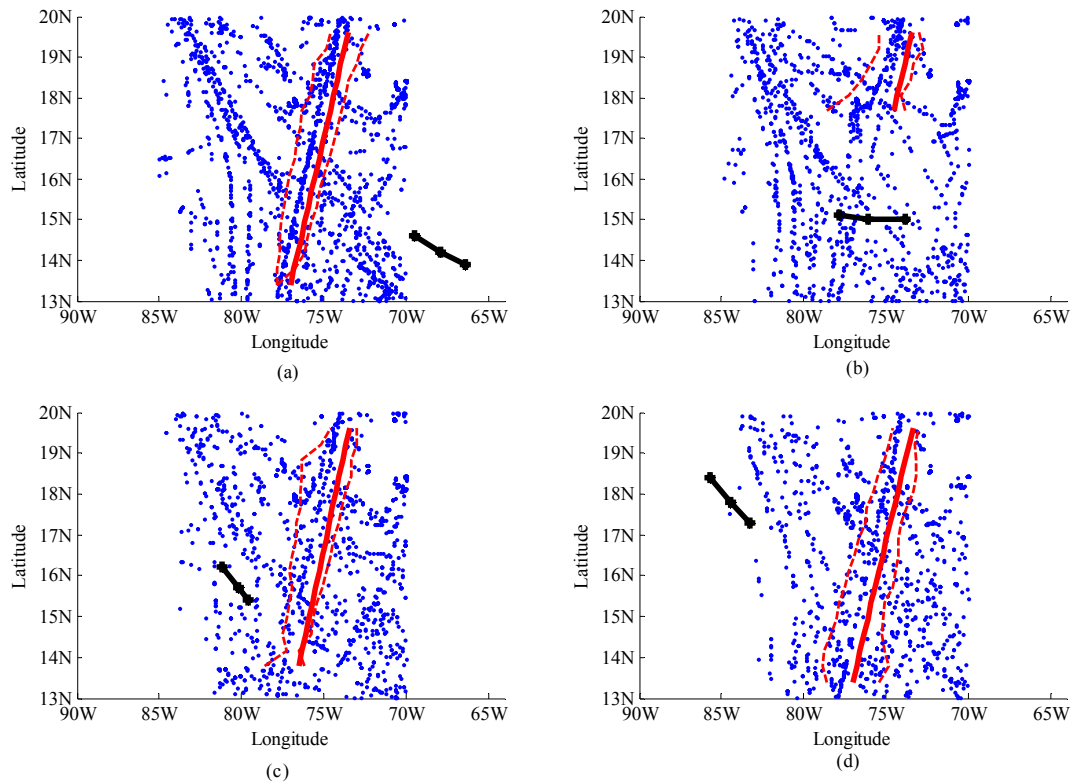 20N
19N
18N
17N
16N
15N
14N
13N
Latitude
90W 85W 80W 75W 70W 65W
Longitude
(a)
20N
19N
18N
17N
16N
15N
14N
13N
Latitude
90W 85W 80W 75W 70W 65W
Longitude
(b)
20N
19N
18N
17N
16N
15N
14N
13N
Latitude
90W 85W 80W 75W 70W 65W
Longitude
(c)
20N
19N
18N
17N
16N
15N
14N
13N
Latitude
90W 85W 80W 75W 70W 65W
Longitude
(d)